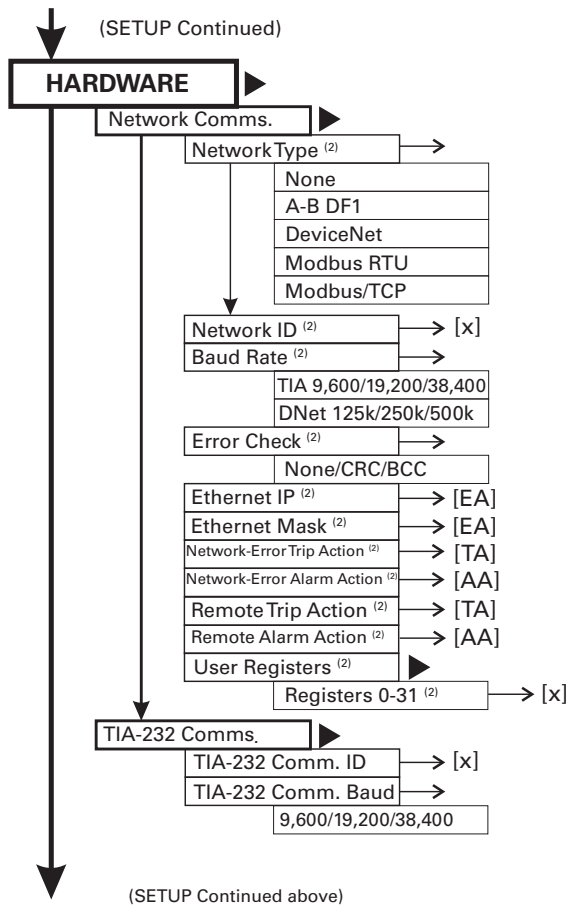 (SETUP Continued)
HARDWARE
Network Comms.
Network Type (2)
None
A-B DF1
DeviceNet
Modbus RTU
Modbus/TCP
Network ID (2) [x]
Baud Rate (2)
TIA 9,600/19,200/38,400
DNet 125k/250k/500k
Error Check (2)
None/CRC/BCC
Ethernet IP (2) [EA]
Ethernet Mask (2) [EA]
Network-Error Trip Action (2) [TA]
Network-Error Alarm Action (2) [AA]
Remote Trip Action (2) [TA]
Remote Alarm Action (2) [AA]
User Registers (2)
Registers 0-31 (2) [x]
TIA-232 Comms.
TIA-232 Comm. ID [x]
TIA-232 Comm. Baud
9,600/19,200/38,400
(SETUP Continued above)